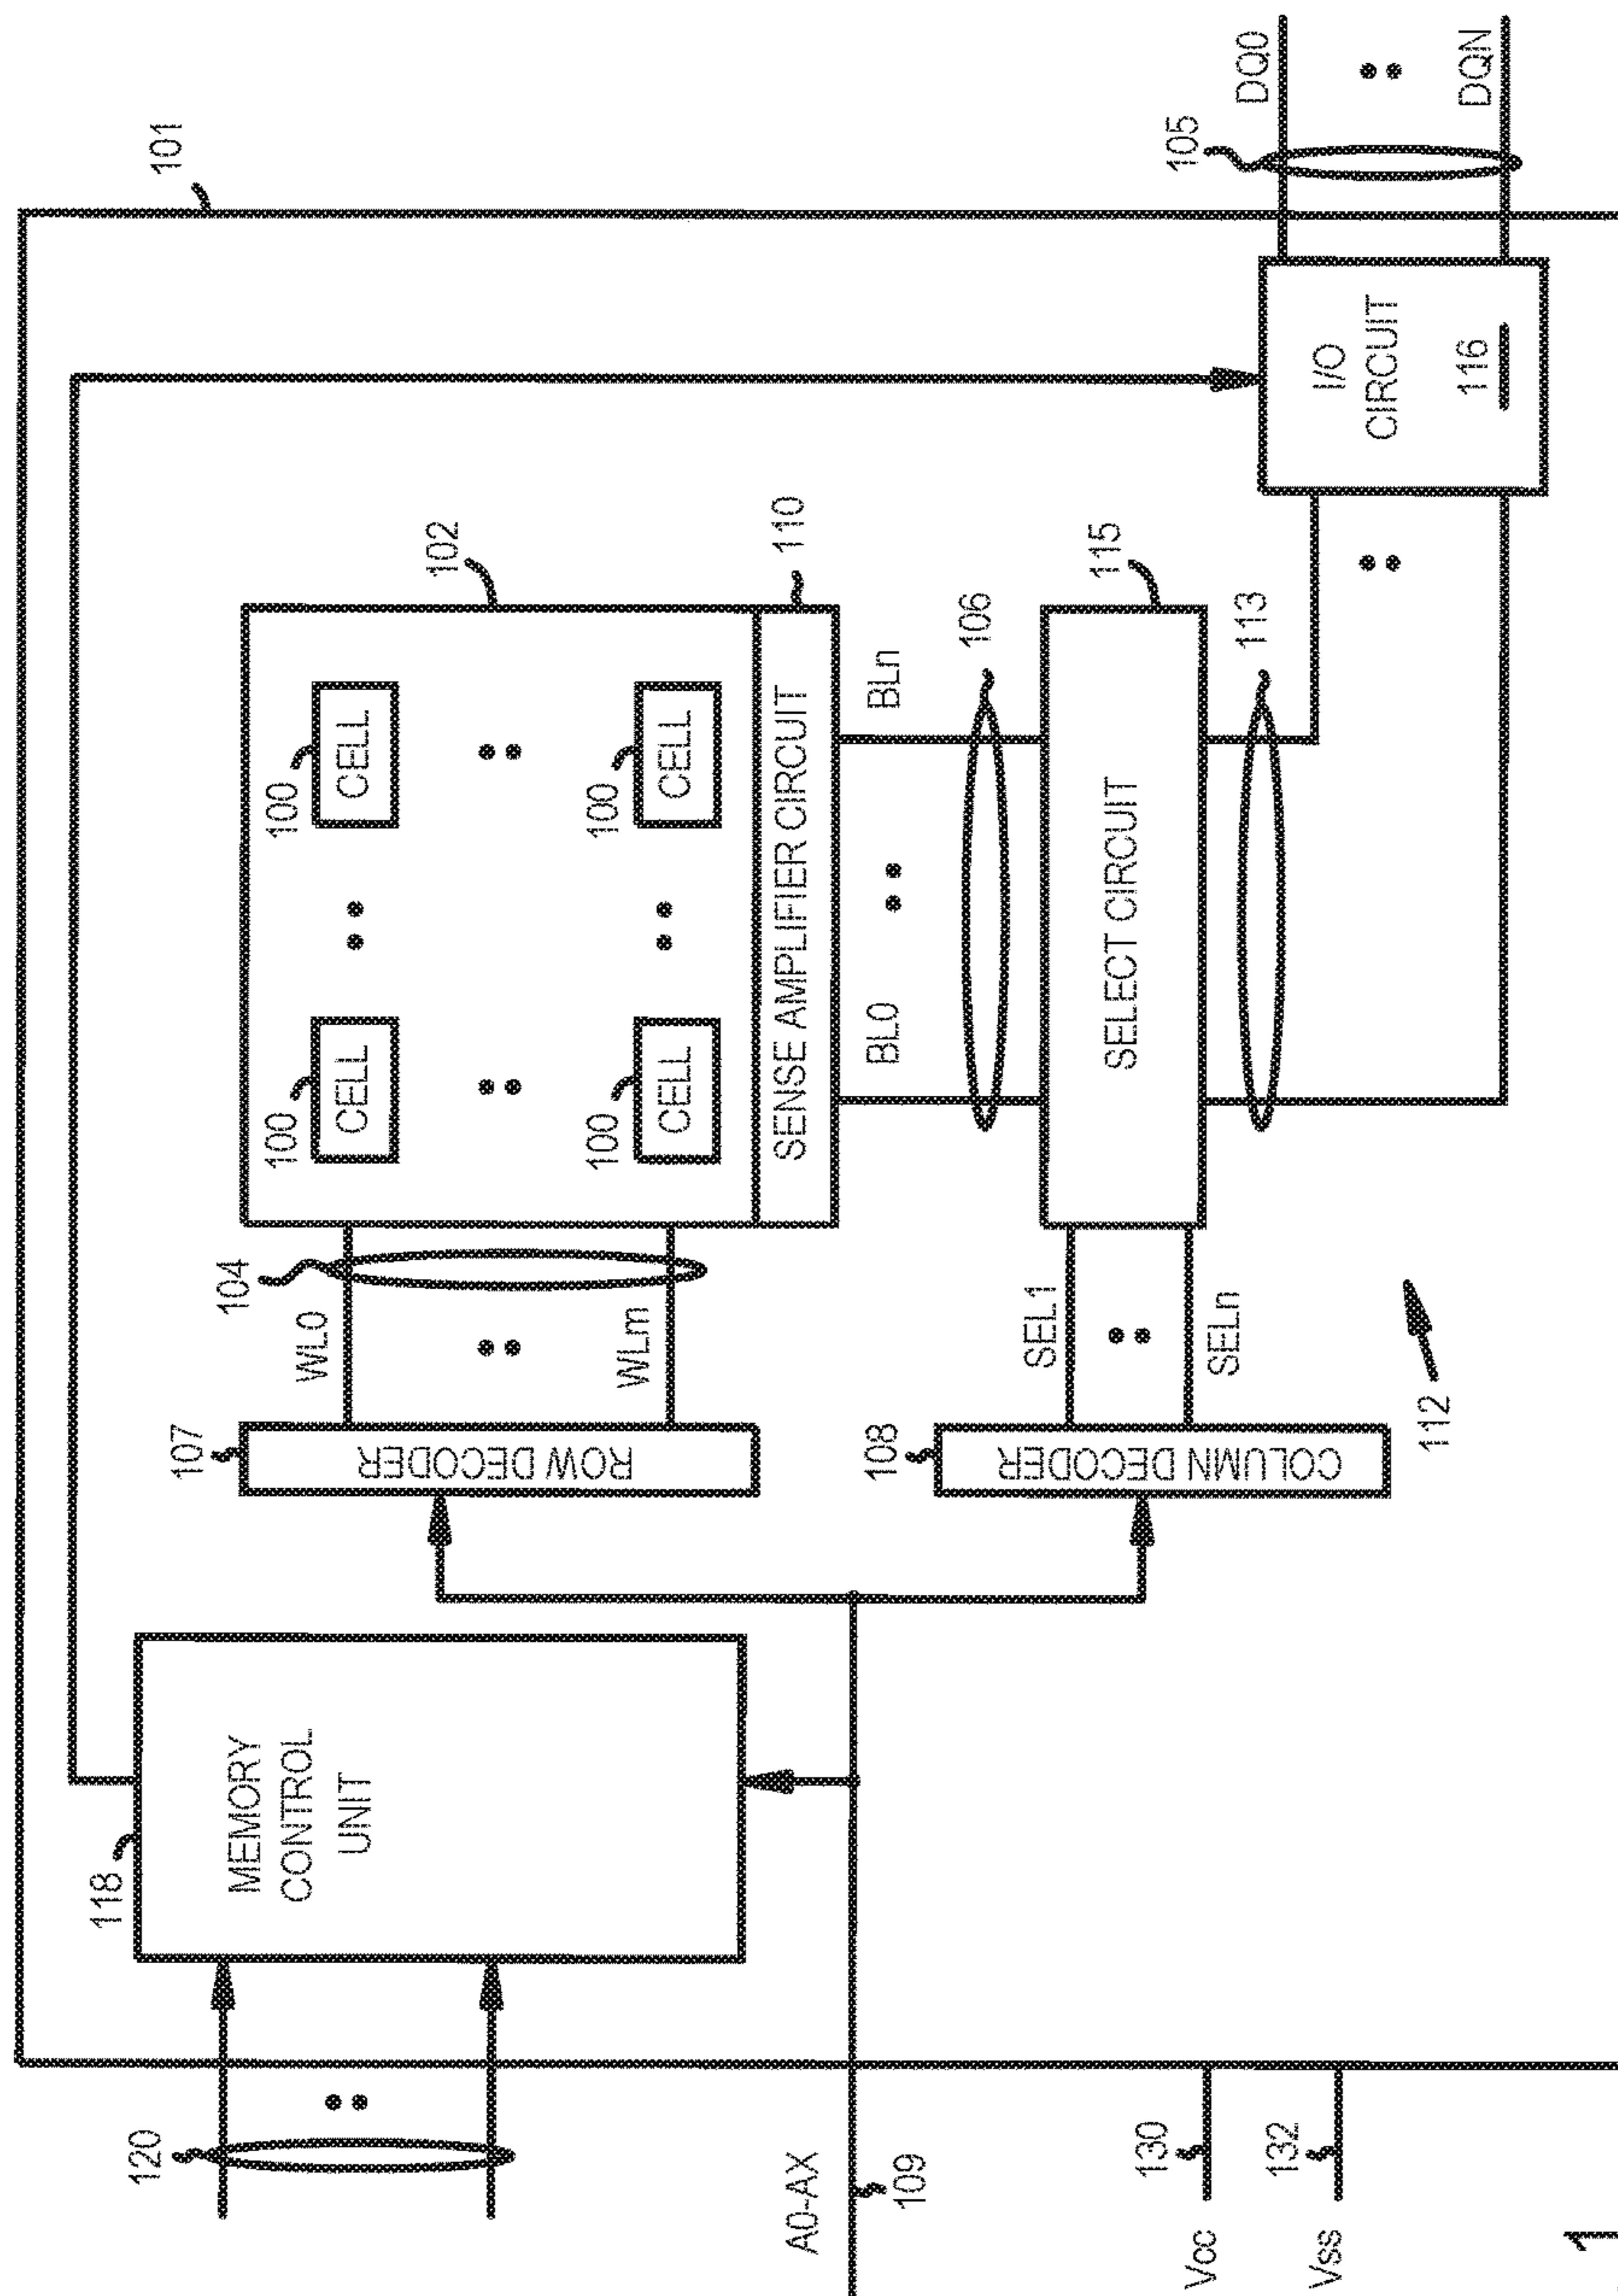 101
120
118
MEMORY
CONTROL
UNIT
107
ROW DECODER
104
WL0
WLm
102
100
CELL
100
CELL
100
CELL
100
CELL
SENSE AMPLIFIER CIRCUIT
110
A0-AX
109
BL0
BLn
106
108
COLUMN DECODER
SEL1
SELn
SELECT CIRCUIT
115
113
112
I/O
CIRCUIT
116
105
DQ0
DQN
130
Vcc
132
Vss
1